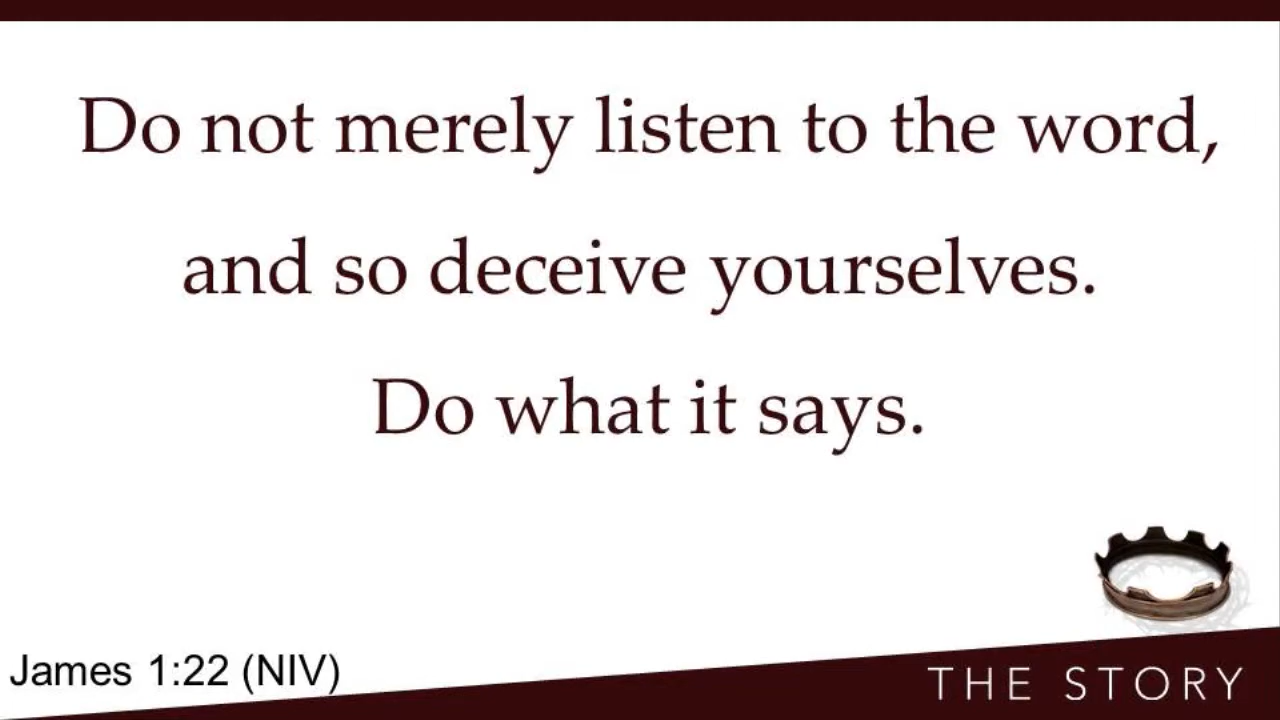 Do not merely listen to the word,
and so deceive yourselves.
Do what it says.
James 1:22 (NIV)
THE STORY